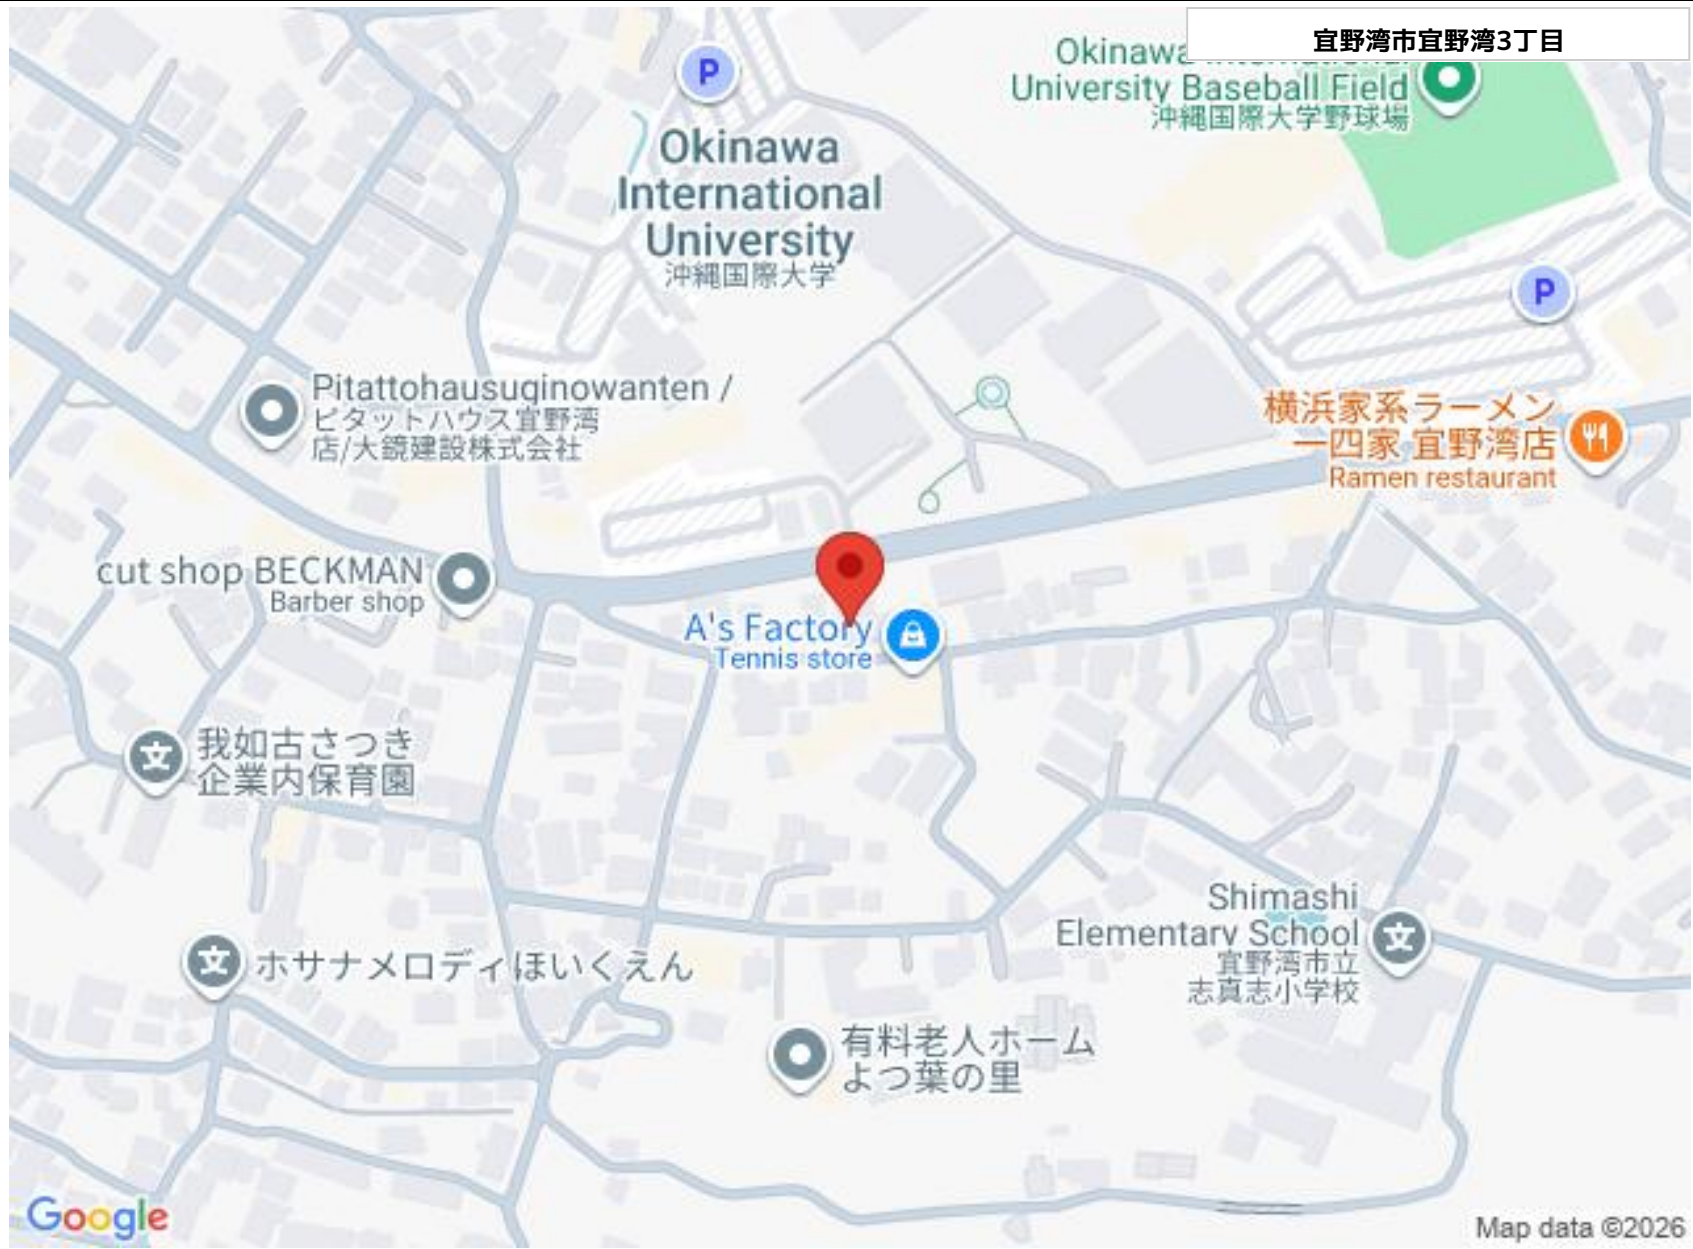 宜野湾市宜野湾3丁目
Okinawa International
University Baseball Field
沖縄国際大学野球場
P
Okinawa
International
University
沖縄国際大学
P
Pitattohausuginowanten /
ピタットハウス宜野湾
店/大鏡建設株式会社
横浜家系ラーメン
一四家 宜野湾店
Ramen restaurant
cut shop BECKMAN
Barber shop
A's Factory
Tennis store
文
我如古さつき
企業内保育園
Shimashi
Elementary School
宜野湾市立
志真志小学校
文
文
ホサナメロディほいくえん
有料老人ホーム
よつ葉の里
Google
Map data ©2026